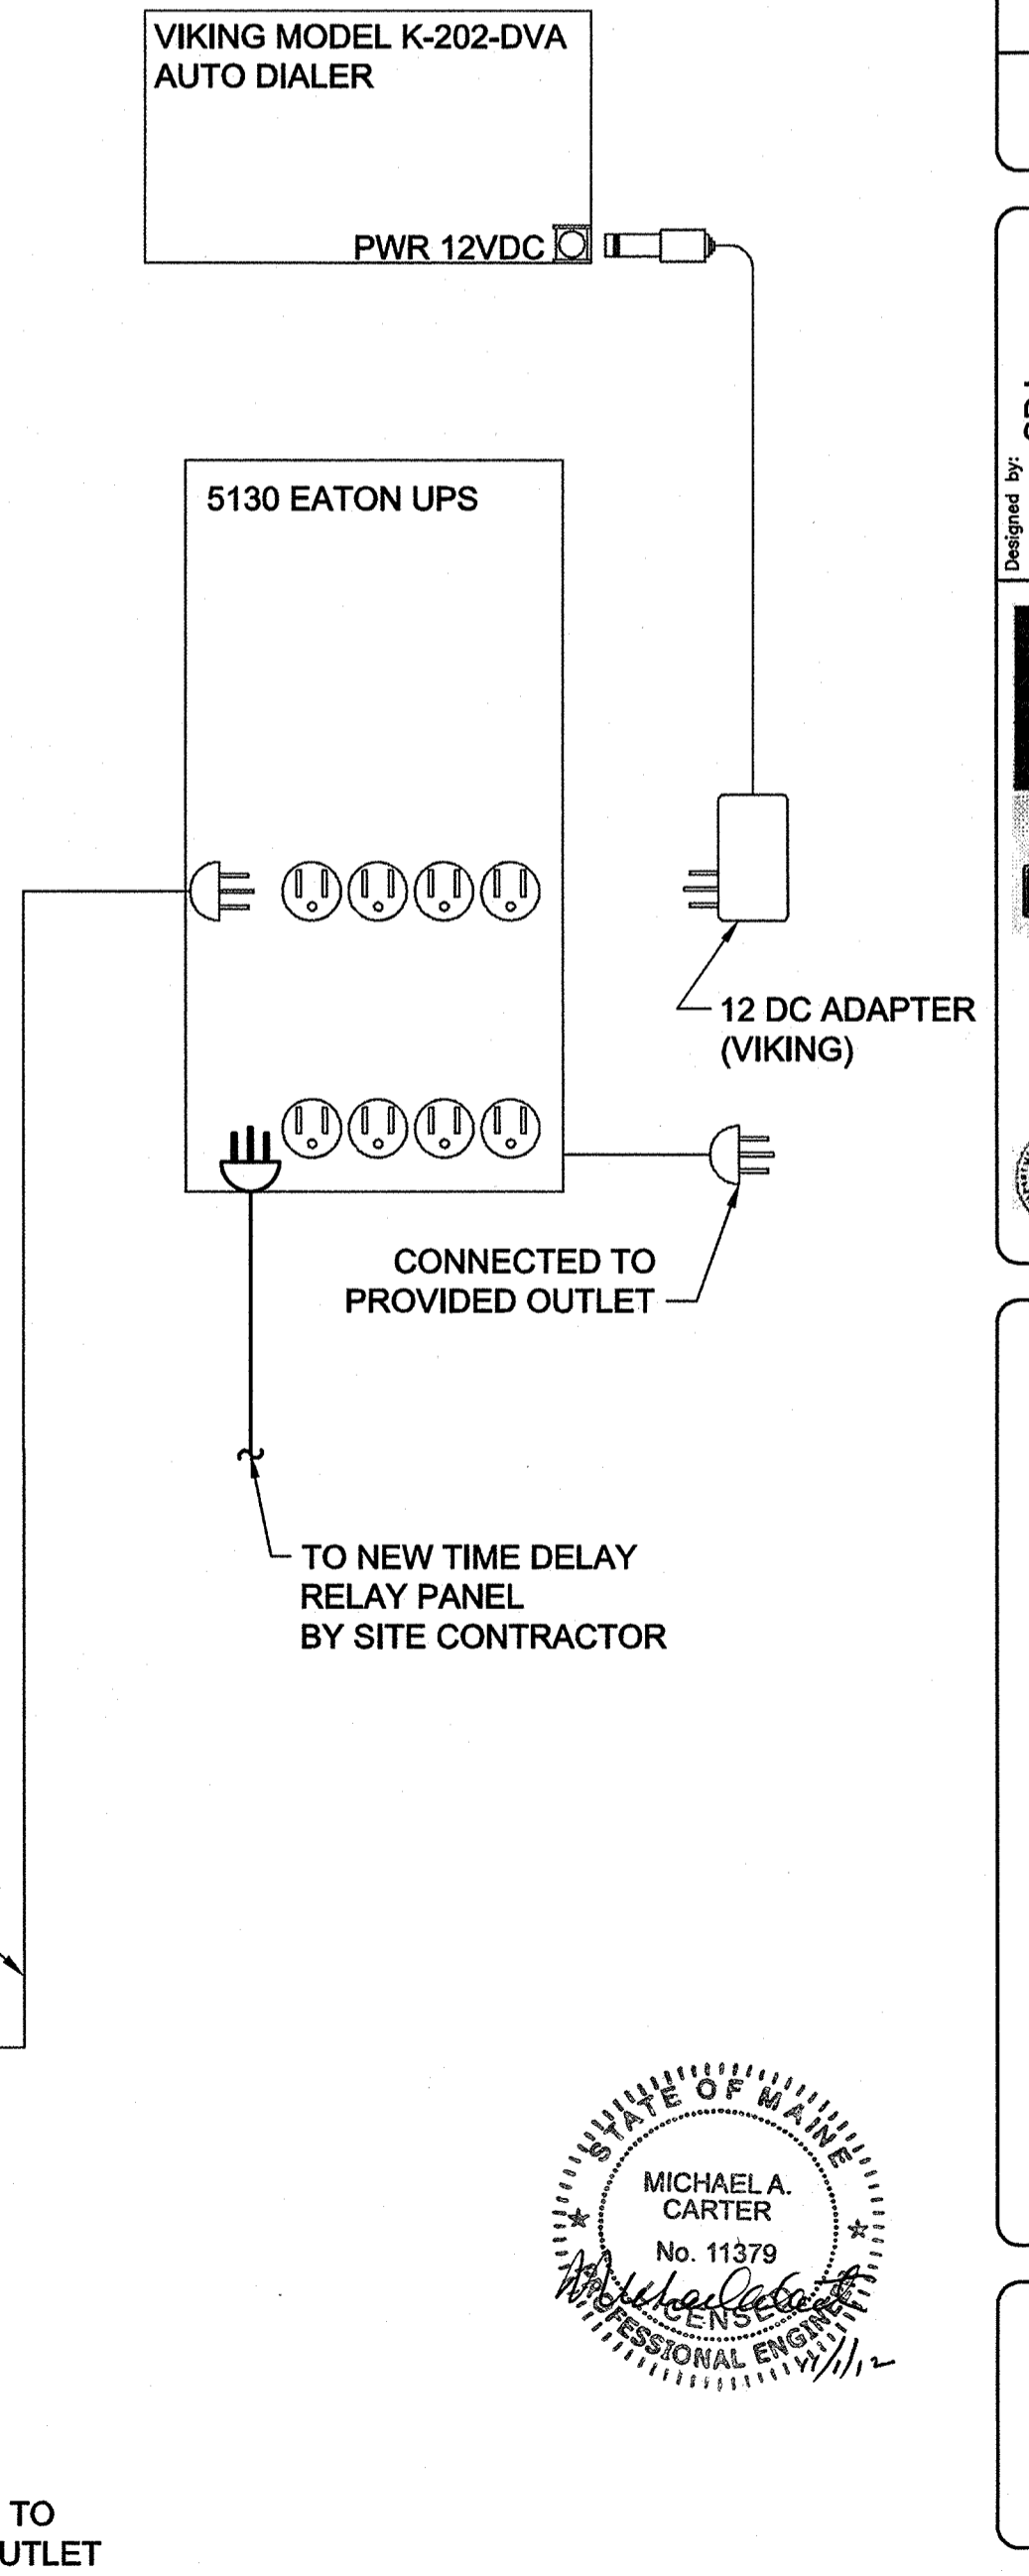 VIKING MODEL K-202-DVA
AUTO DIALER
PWR 12VDC
5130 EATON UPS
Designed by:
12 DC ADAPTER
(VIKING)
CONNECTED TO
PROVIDED OUTLET
TO NEW TIME DELAY
RELAY PANEL
BY SITE CONTRACTOR
STATE OF MAINE
MICHAEL A.
CARTER
No. 11379
PROFESSIONAL ENGINEER
TO
UTLET